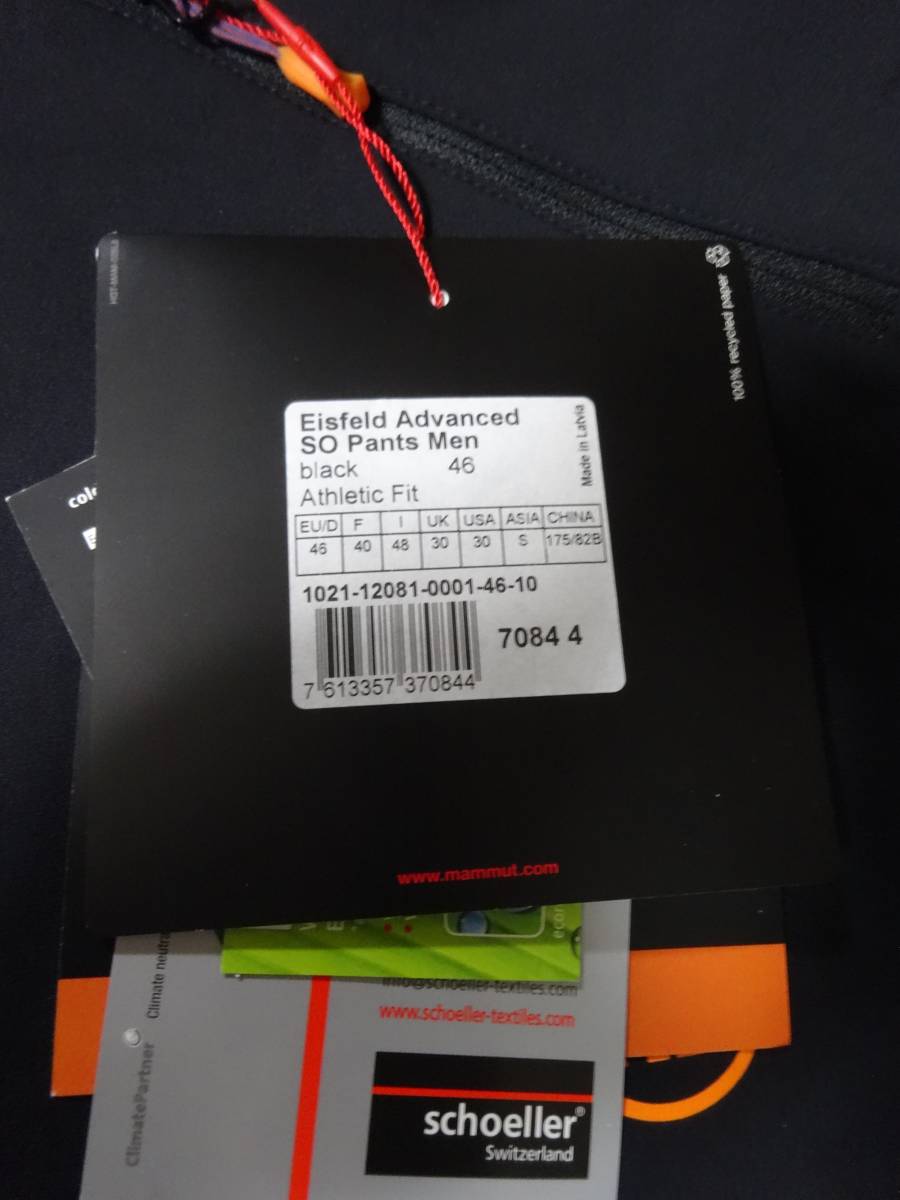 100% recycled paper
Eisfeld Advanced
SO Pants Men
black 46
Athletic Fit
Made in Latvia
EU/D F I UK USA ASIA CHINA
46 40 48 30 30 S 175/82B
1021-12081-0001-46-10
7084 4
7 613357 370844
www.mammut.com
Climate
ClimatePartner
info@schoeller-textiles.com
www.schoeller-textiles.com
schoeller®
Switzerland